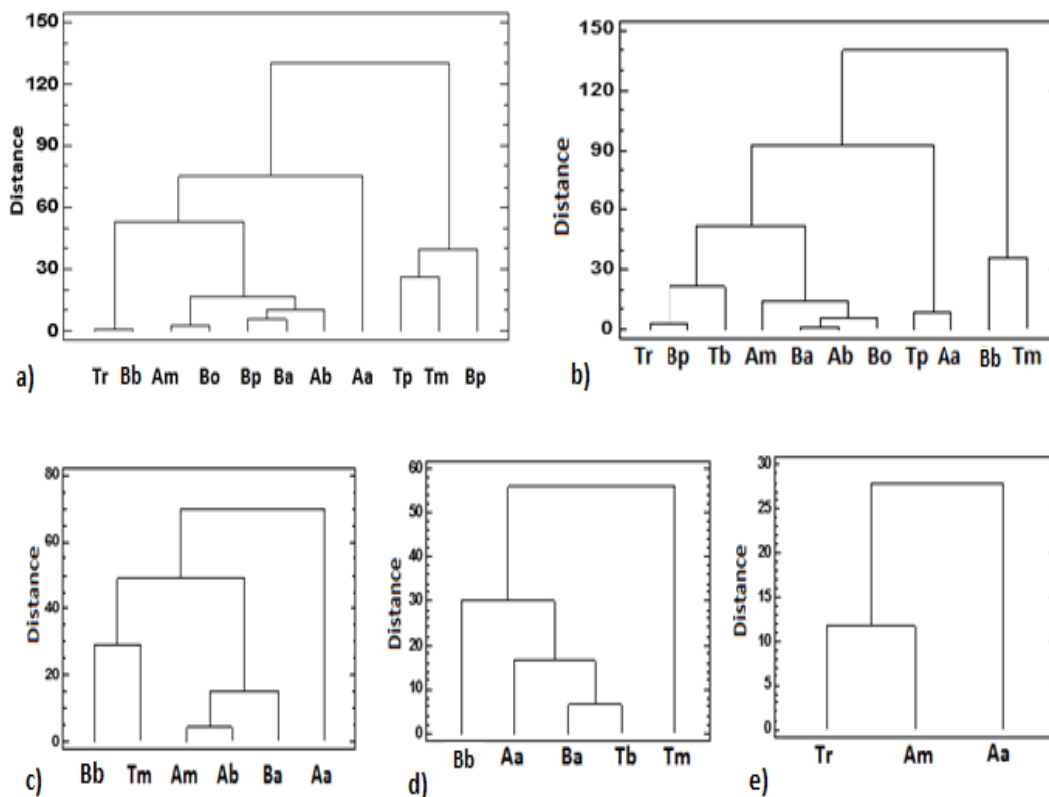 150
120
90
60
30
0
Distance
a)
Tr Bb Am Bo Bp Ba Ab Aa Tp Tm Bp
150
120
90
60
30
0
Distance
b)
Tr Bp Tb Am Ba Ab Bo Tp Aa Bb Tm
80
60
40
20
0
Distance
c)
Bb Tm Am Ab Ba Aa
60
50
40
30
20
10
0
Distance
d)
Bb Aa Ba Tb Tm
30
25
20
15
10
5
0
Distance
e)
Tr Am Aa